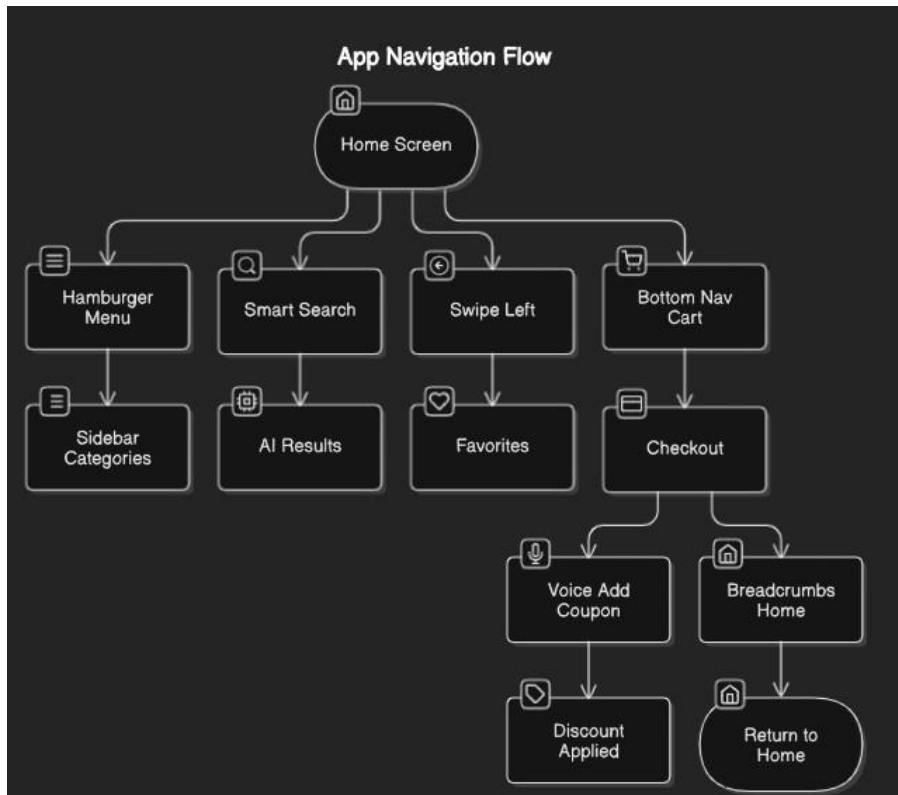 App Navigation Flow
Home Screen
Hamburger
Menu
Smart Search
Swipe Left
Bottom Nav
Cart
Sidebar
Categories
AI Results
Favorites
Checkout
Voice Add
Coupon
Breadcrumbs
Home
Discount
Applied
Return to
Home